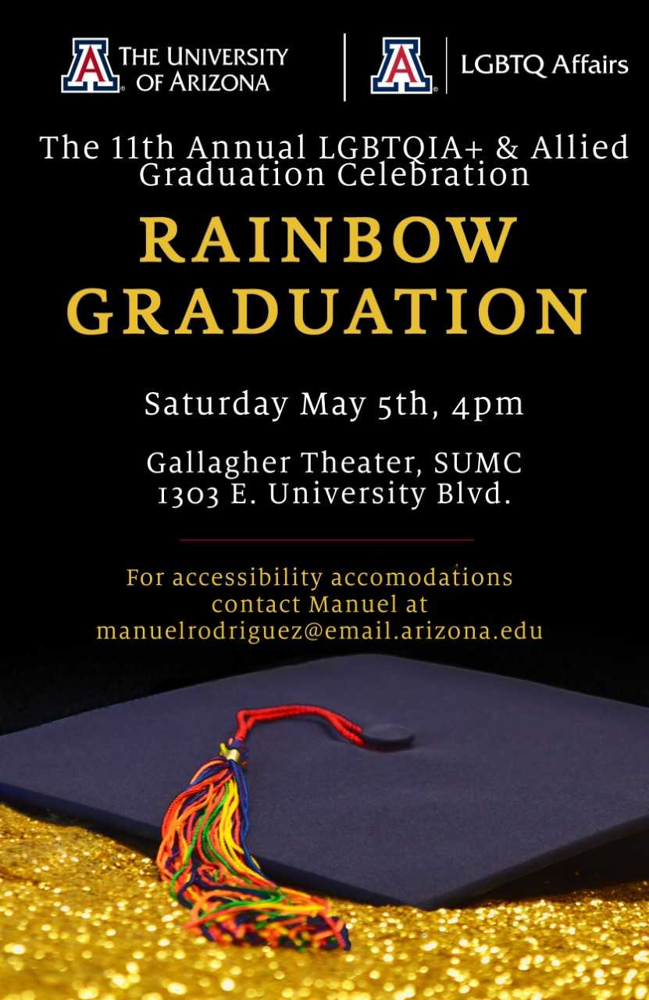 THE UNIVERSITY
OF ARIZONA
LGBTQ Affairs
The 11th Annual LGBTQIA+ & Allied
Graduation Celebration
RAINBOW
GRADUATION
Saturday May 5th, 4pm
Gallagher Theater, SUMC
1303 E. University Blvd.
For accessibility accomodations
contact Manuel at
manuelrodriguez@email.arizona.edu